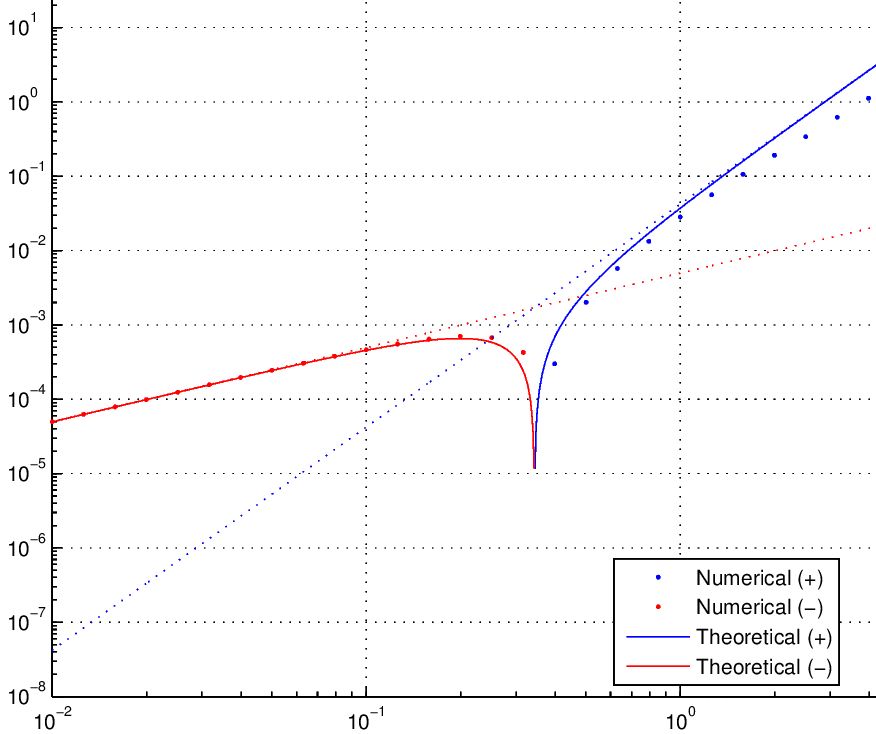 10^1
10^0
10^−1
10^−2
10^−3
10^−4
10^−5
10^−6
10^−7
10^−8
10^−2 10^−1 10^0
Numerical (+)
Numerical (−)
Theoretical (+)
Theoretical (−)